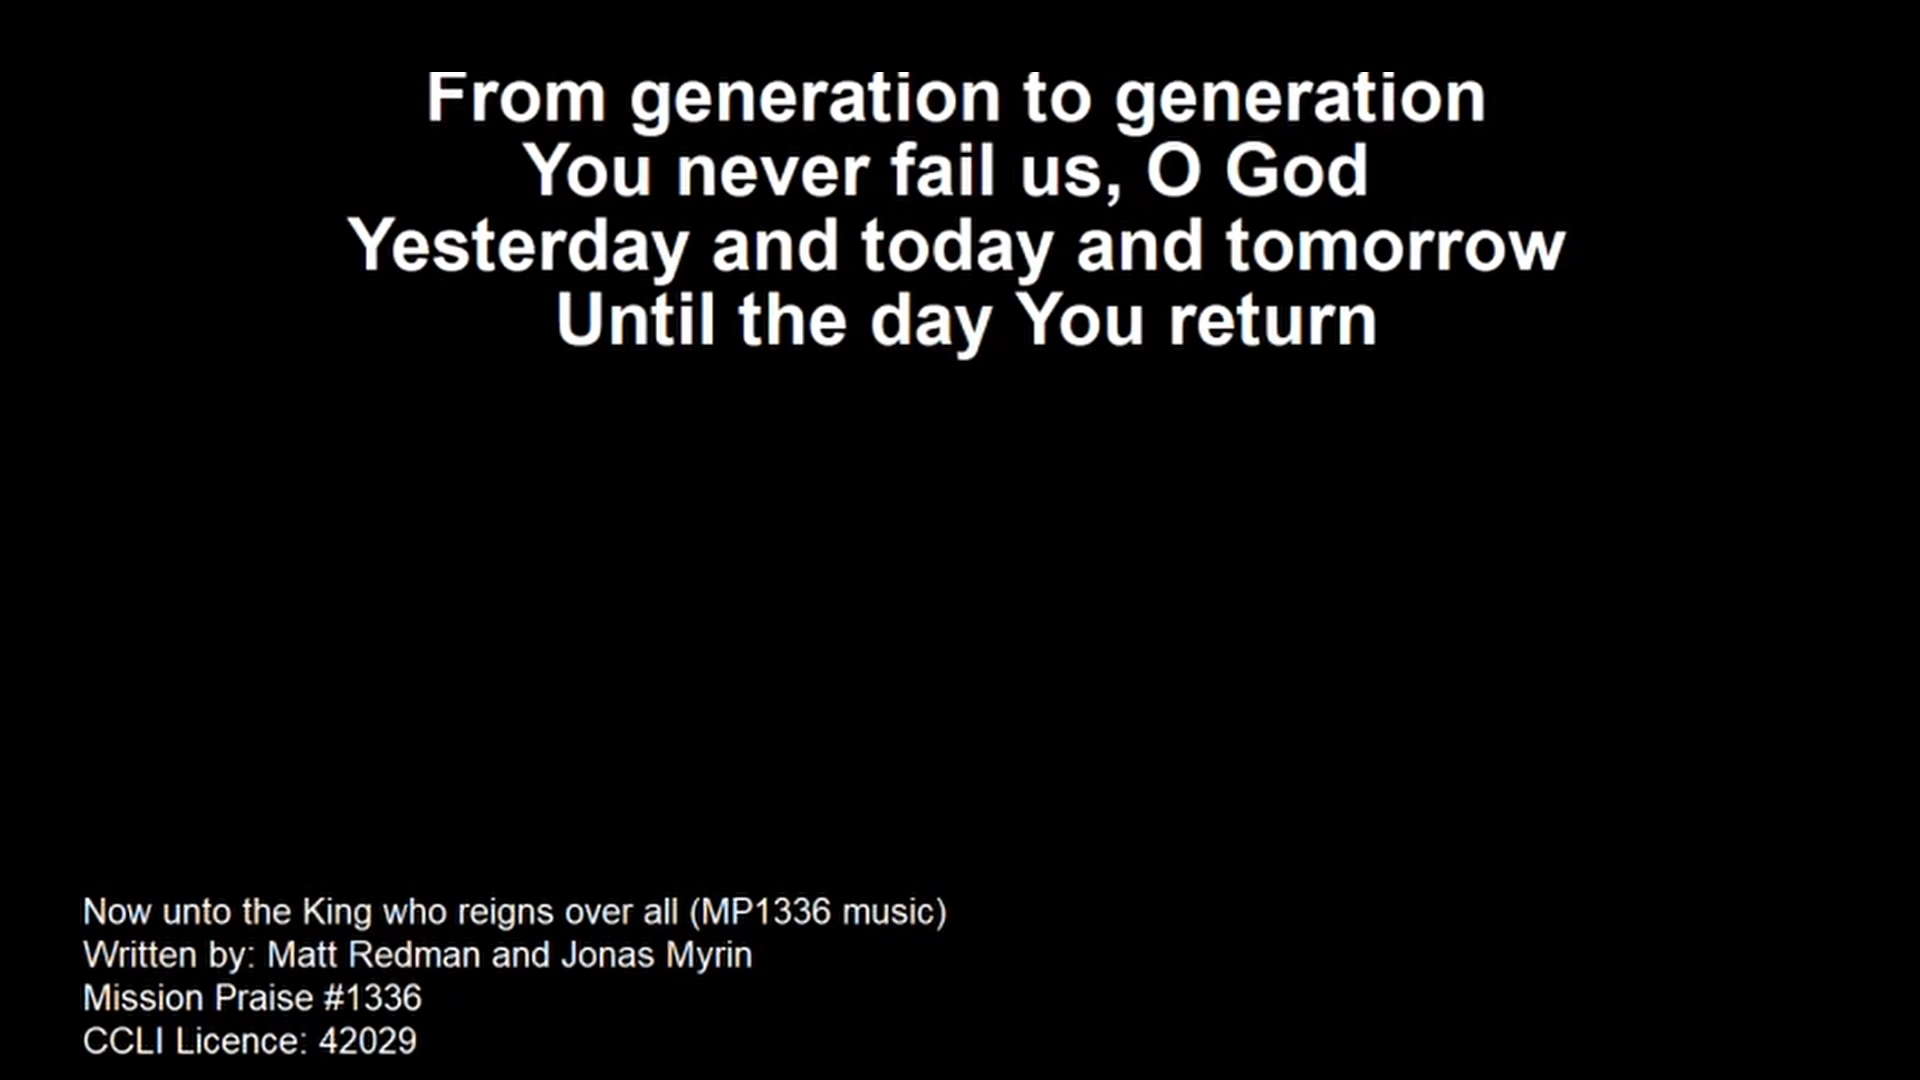 From generation to generation
You never fail us, O God
Yesterday and today and tomorrow
Until the day You return
Now unto the King who reigns over all (MP1336 music)
Written by: Matt Redman and Jonas Myrin
Mission Praise #1336
CCLI Licence: 42029